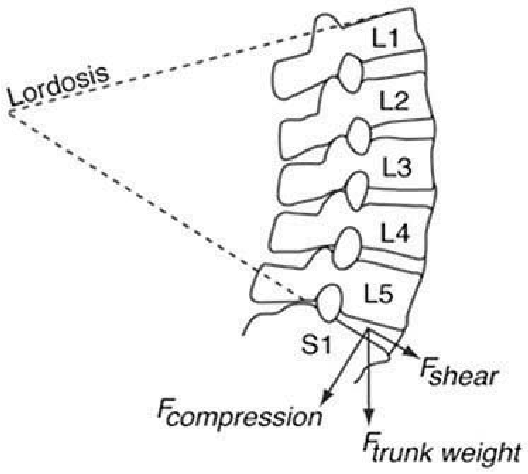 L1
Lordosis
L2
L3
L4
L5
S1
Fshear
Fcompression
Ftrunk weight